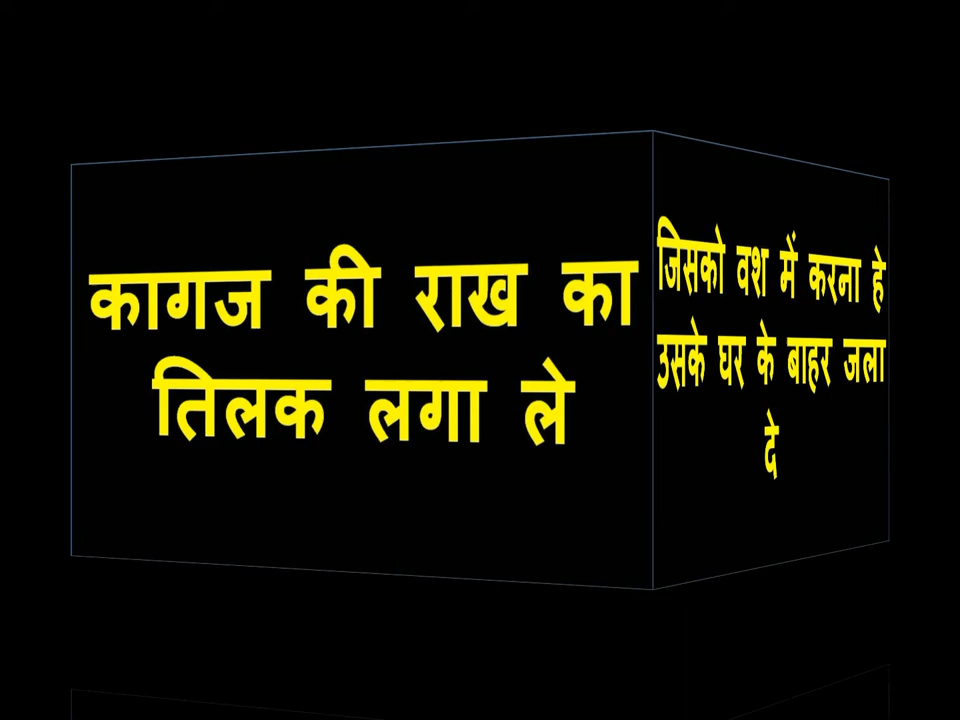 कागज की राख का
तिलक लगा ले
जिसको वश में करना हे
उसके घर के बाहर जला
दे